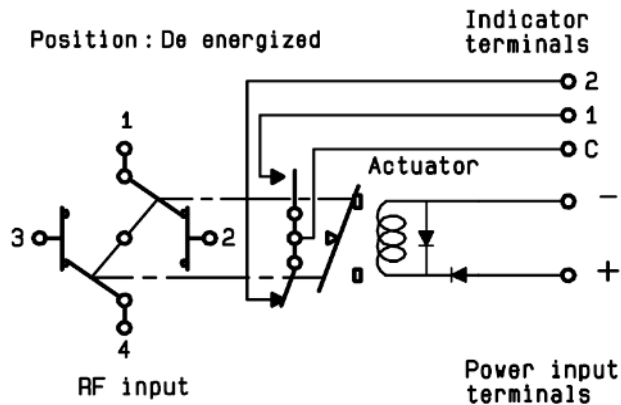 Position : De energized
Indicator
terminals
2
1
C
1
Actuator
3
2
-
+
4
RF input
Power input
terminals